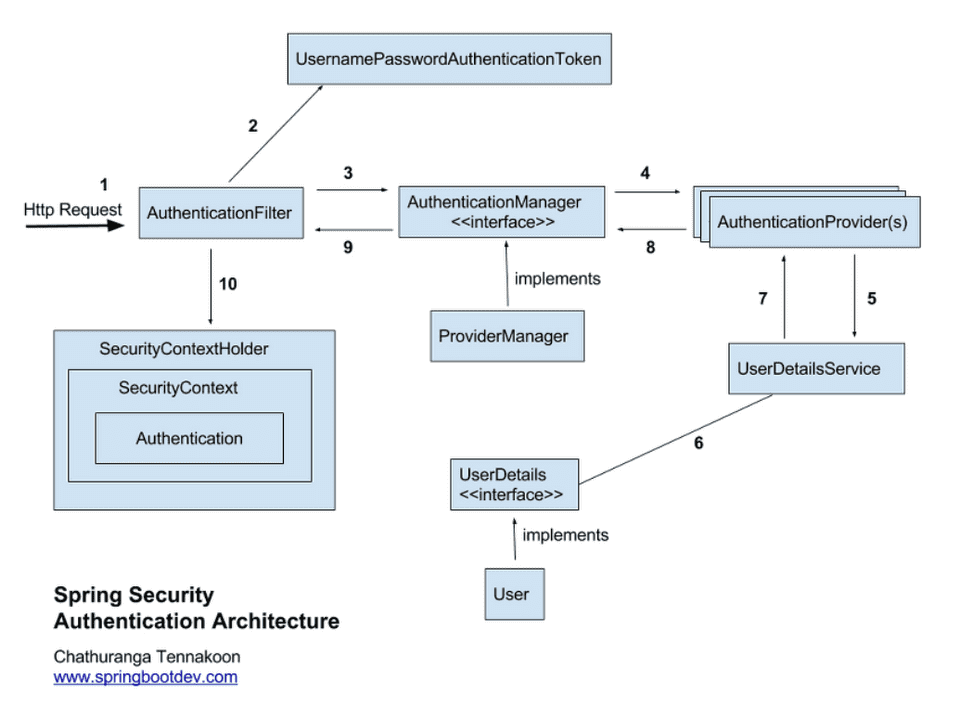 UsernamePasswordAuthenticationToken
2
1
3
4
Http Request
AuthenticationFilter
AuthenticationManager
<<interface>>
AuthenticationProvider(s)
9
8
10
implements
7
5
ProviderManager
SecurityContextHolder
SecurityContext
Authentication
UserDetailsService
6
UserDetails
<<interface>>
implements
User
Spring Security
Authentication Architecture
Chathuranga Tennakoon
www.springbootdev.com